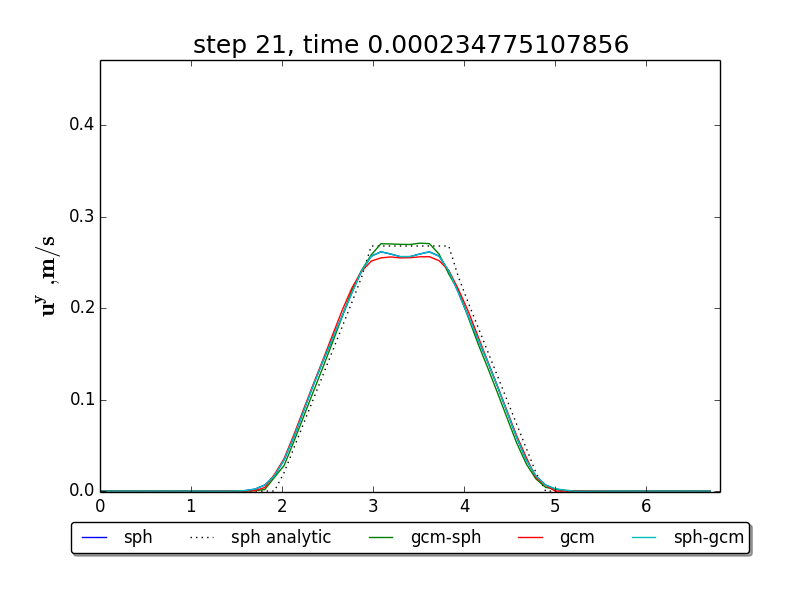 step 21, time 0.000234775107856
0.4
0.3
0.2
0.1
0.0
u^y ,m/s
0 1 2 3 4 5 6
sph sph analytic gcm-sph gcm sph-gcm